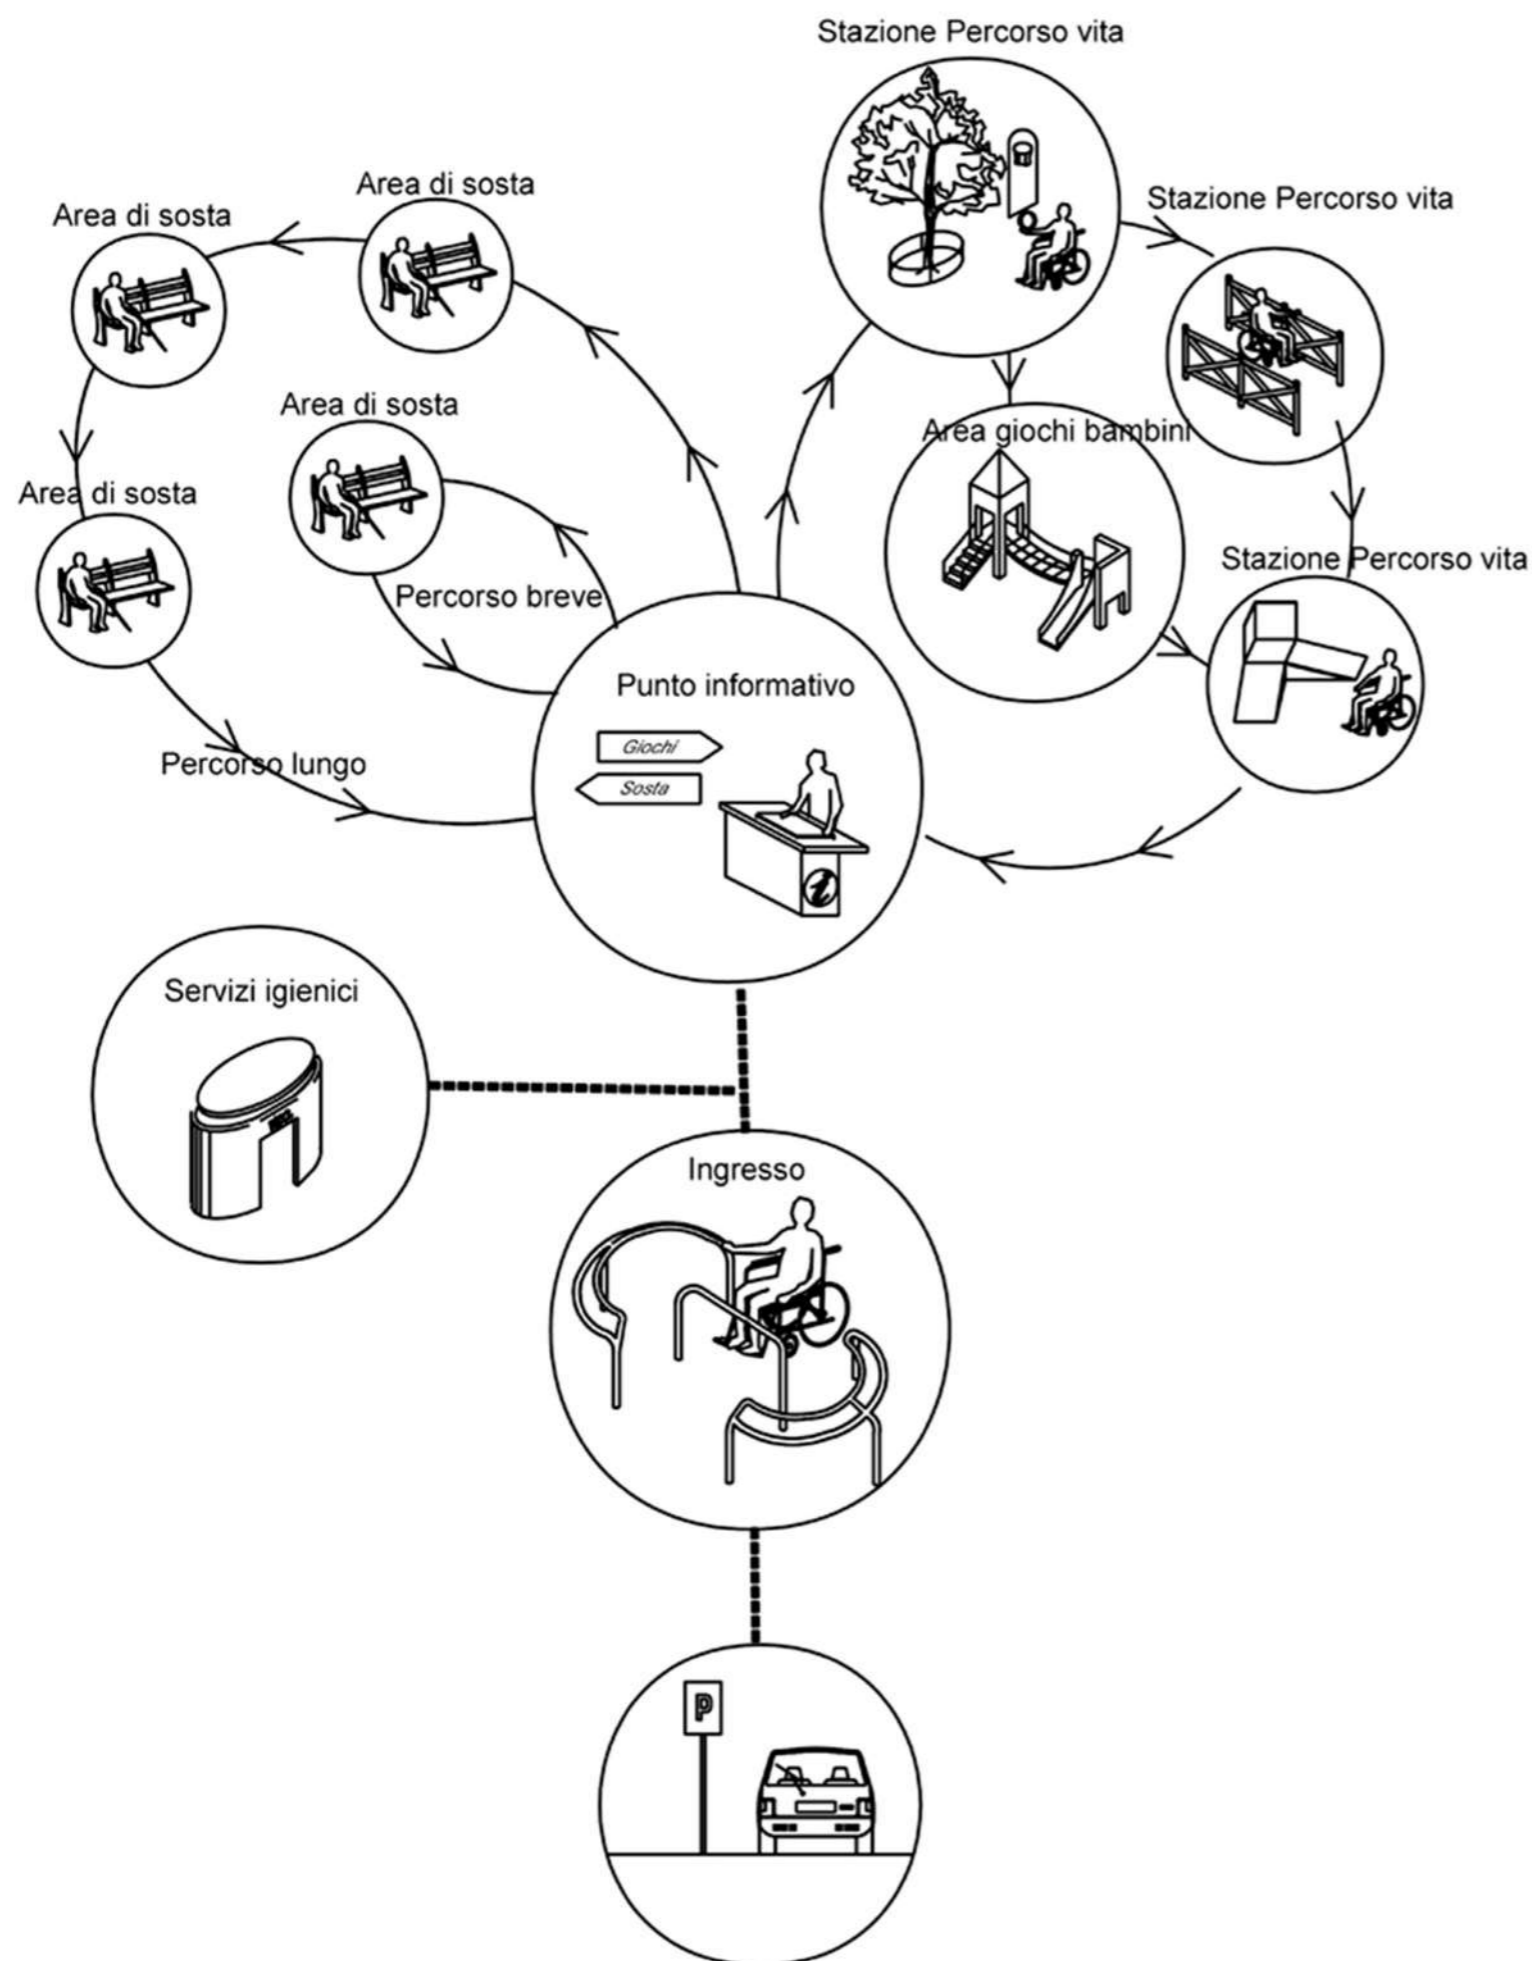 Stazione Percorso vita
Area di sosta
Stazione Percorso vita
Area di sosta
Area di sosta
Area giochi bambini
Area di sosta
Stazione Percorso vita
Percorso breve
Punto informativo
Giochi
Percorso lungo
Sosta
i
Servizi igienici
Ingresso
P